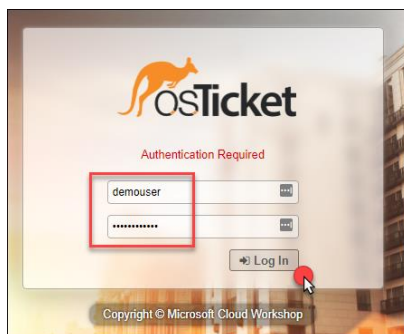 osTicket
Authentication Required
demouser
••••••••••••
Log In
Copyright © Microsoft Cloud Workshop